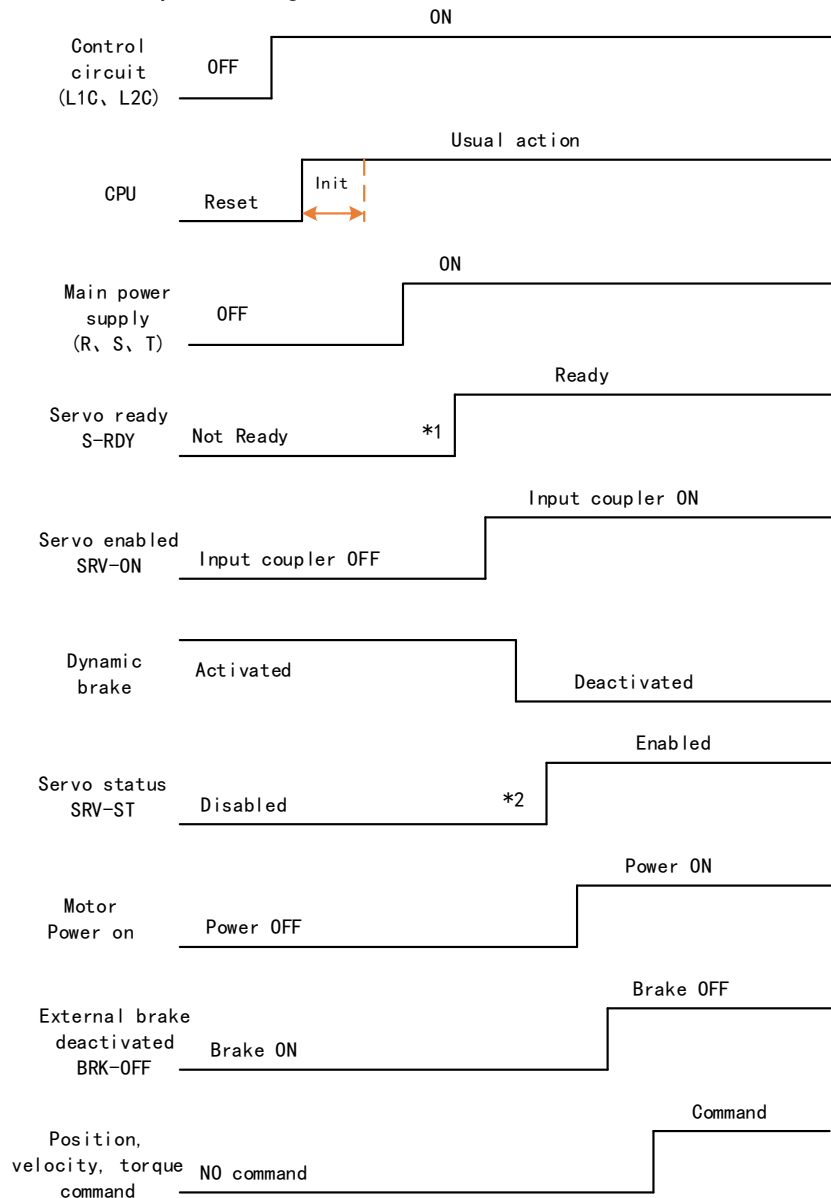 ON
Control
circuit
(L1C、L2C)
OFF
Usual action
CPU
Reset
Init
ON
Main power
supply
(R、S、T)
OFF
Ready
Servo ready
S-RDY
Not Ready
*1
Input coupler ON
Servo enabled
SRV-ON
Input coupler OFF
Dynamic
brake
Activated
Deactivated
Enabled
Servo status
SRV-ST
Disabled
*2
Power ON
Motor
Power on
Power OFF
Brake OFF
External brake
deactivated
BRK-OFF
Brake ON
Command
Position,
velocity, torque
command
NO command